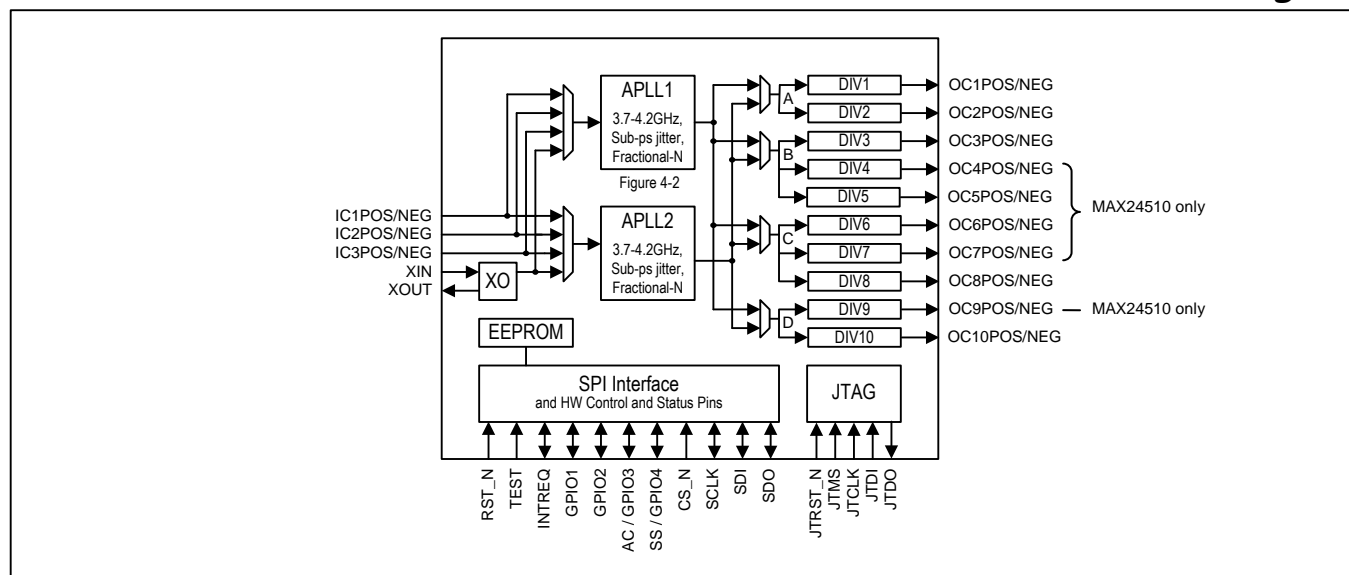 g
APLL1
3.7-4.2GHz,
Sub-ps jitter,
Fractional-N
Figure 4-2
APLL2
3.7-4.2GHz,
Sub-ps jitter,
Fractional-N
IC1POS/NEG
IC2POS/NEG
IC3POS/NEG
XIN
XOUT
XO
A
B
C
D
DIV1
DIV2
DIV3
DIV4
DIV5
DIV6
DIV7
DIV8
DIV9
DIV10
OC1POS/NEG
OC2POS/NEG
OC3POS/NEG
OC4POS/NEG
OC5POS/NEG
OC6POS/NEG
OC7POS/NEG
OC8POS/NEG
OC9POS/NEG
OC10POS/NEG
MAX24510 only
MAX24510 only
EEPROM
SPI Interface
and HW Control and Status Pins
JTAG
RST_N
TEST
INTREQ
GPIO1
GPIO2
AC / GPIO3
SS / GPIO4
CS_N
SCLK
SDI
SDO
JTRST_N
JTMS
JTCLK
JTDI
JTDO